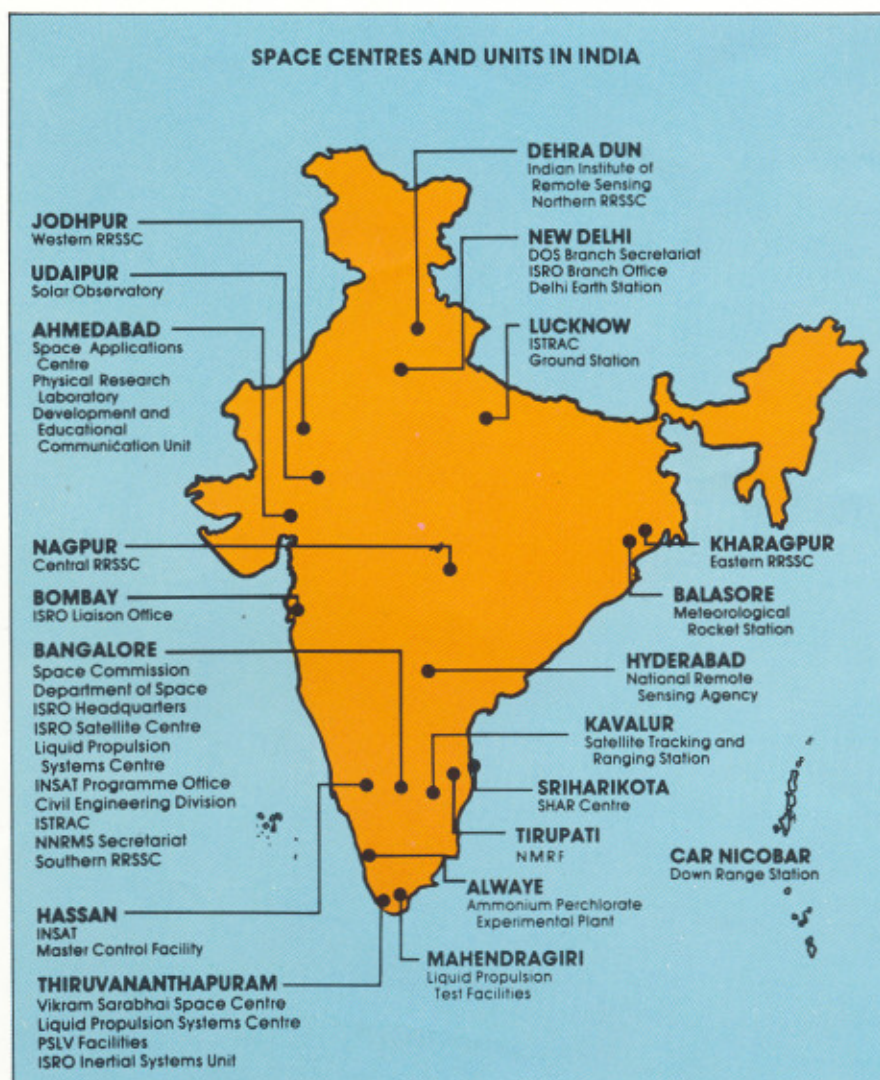 SPACE CENTRES AND UNITS IN INDIA
DEHRA DUN
Indian Institute of
Remote Sensing
Northern RRSSC
JODHPUR
Western RRSSC
NEW DELHI
DOS Branch Secretariat
ISRO Branch Office
Delhi Earth Station
UDAIPUR
Solar Observatory
AHMEDABAD
Space Applications
Centre
Physical Research
Laboratory
Development and
Educational
Communication Unit
LUCKNOW
ISTRAC
Ground Station
NAGPUR
Central RRSSC
KHARAGPUR
Eastern RRSSC
BOMBAY
ISRO Liaison Office
BALASORE
Meteorological
Rocket Station
BANGALORE
Space Commission
Department of Space
ISRO Headquarters
ISRO Satellite Centre
Liquid Propulsion
Systems Centre
INSAT Programme Office
Civil Engineering Division
ISTRAC
NNRMS Secretariat
Southern RRSSC
HYDERABAD
National Remote
Sensing Agency
KAVALUR
Satellite Tracking and
Ranging Station
SRIHARIKOTA
SHAR Centre
TIRUPATI
NMRF
CAR NICOBAR
Down Range Station
ALWAYE
Ammonium Perchlorate
Experimental Plant
HASSAN
INSAT
Master Control Facility
MAHENDRAGIRI
Liquid Propulsion
Test Facilities
THIRUVANANTHAPURAM
Vikram Sarabhai Space Centre
Liquid Propulsion Systems Centre
PSLV Facilities
ISRO Inertial Systems Unit